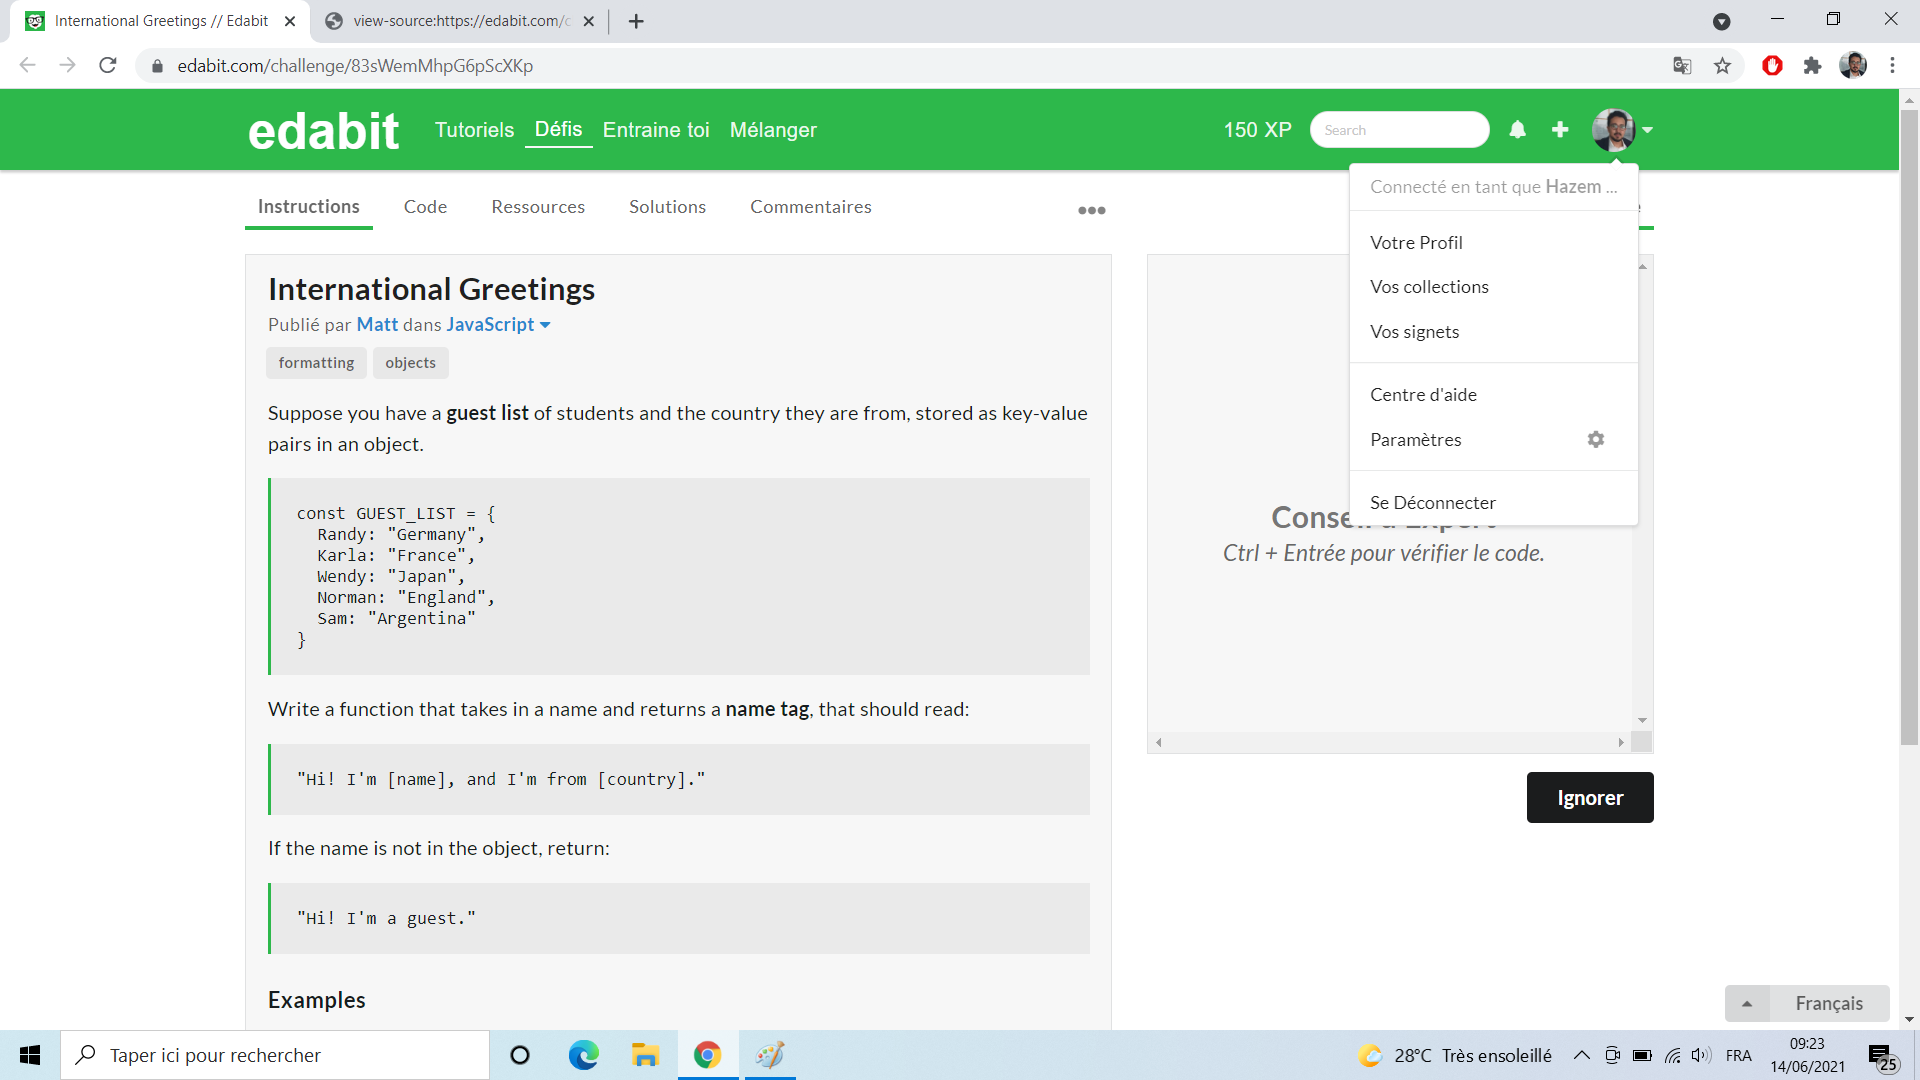 International Greetings // Edabit
view-source:https://edabit.com/c
edabit.com/challenge/83sWemMhpG6pScXKp
edabit Tutoriels Défis Entraine toi Mélanger 150 XP Search
Connecté en tant que Hazem ...
Votre Profil
Vos collections
Vos signets
Centre d'aide
Paramètres
Se Déconnecter
Instructions Code Ressources Solutions Commentaires
International Greetings
Publié par Matt dans JavaScript
formatting objects
Suppose you have a guest list of students and the country they are from, stored as key-value
pairs in an object.
const GUEST_LIST = {
Randy: "Germany",
Karla: "France",
Wendy: "Japan",
Norman: "England",
Sam: "Argentina"
}
Write a function that takes in a name and returns a name tag, that should read:
"Hi! I'm [name], and I'm from [country]."
If the name is not in the object, return:
"Hi! I'm a guest."
Examples
Ctrl + Entrée pour vérifier le code.
Ignorer
Français
Taper ici pour rechercher
28°C Très ensoleillé
FRA
09:23
14/06/2021
25